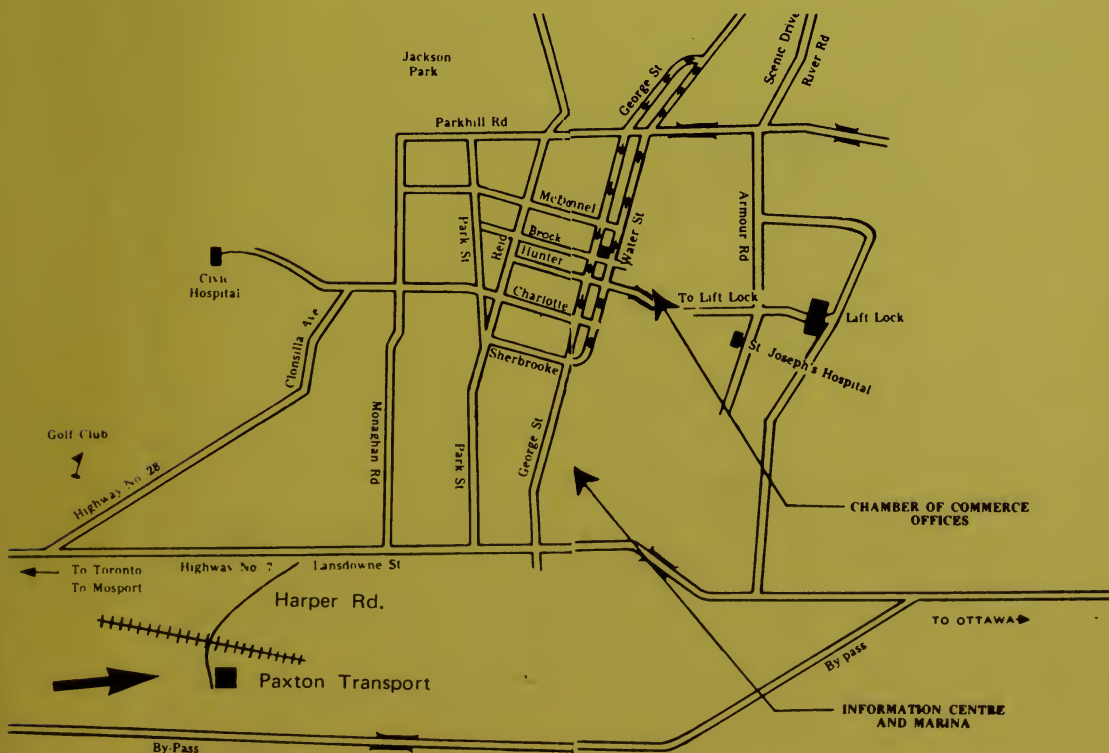 Jackson
Park
George St
Scenic Drive
River Rd
Parkhill Rd
McDonnel
Park St
Reid
Brock
Hunter
Water St
Armour Rd
Civic
Hospital
Charlotte
To Lift Lock
Lift Lock
Clonsilla Ave
St Joseph's Hospital
Sherbrooke
Golf Club
Monaghan Rd
Park St
George St
Highway No 28
CHAMBER OF COMMERCE
OFFICES
To Toronto
To Mosport
Highway No 7
Lansdowne St
Harper Rd.
TO OTTAWA
Paxton Transport
By pass
INFORMATION CENTRE
AND MARINA
By-Pass